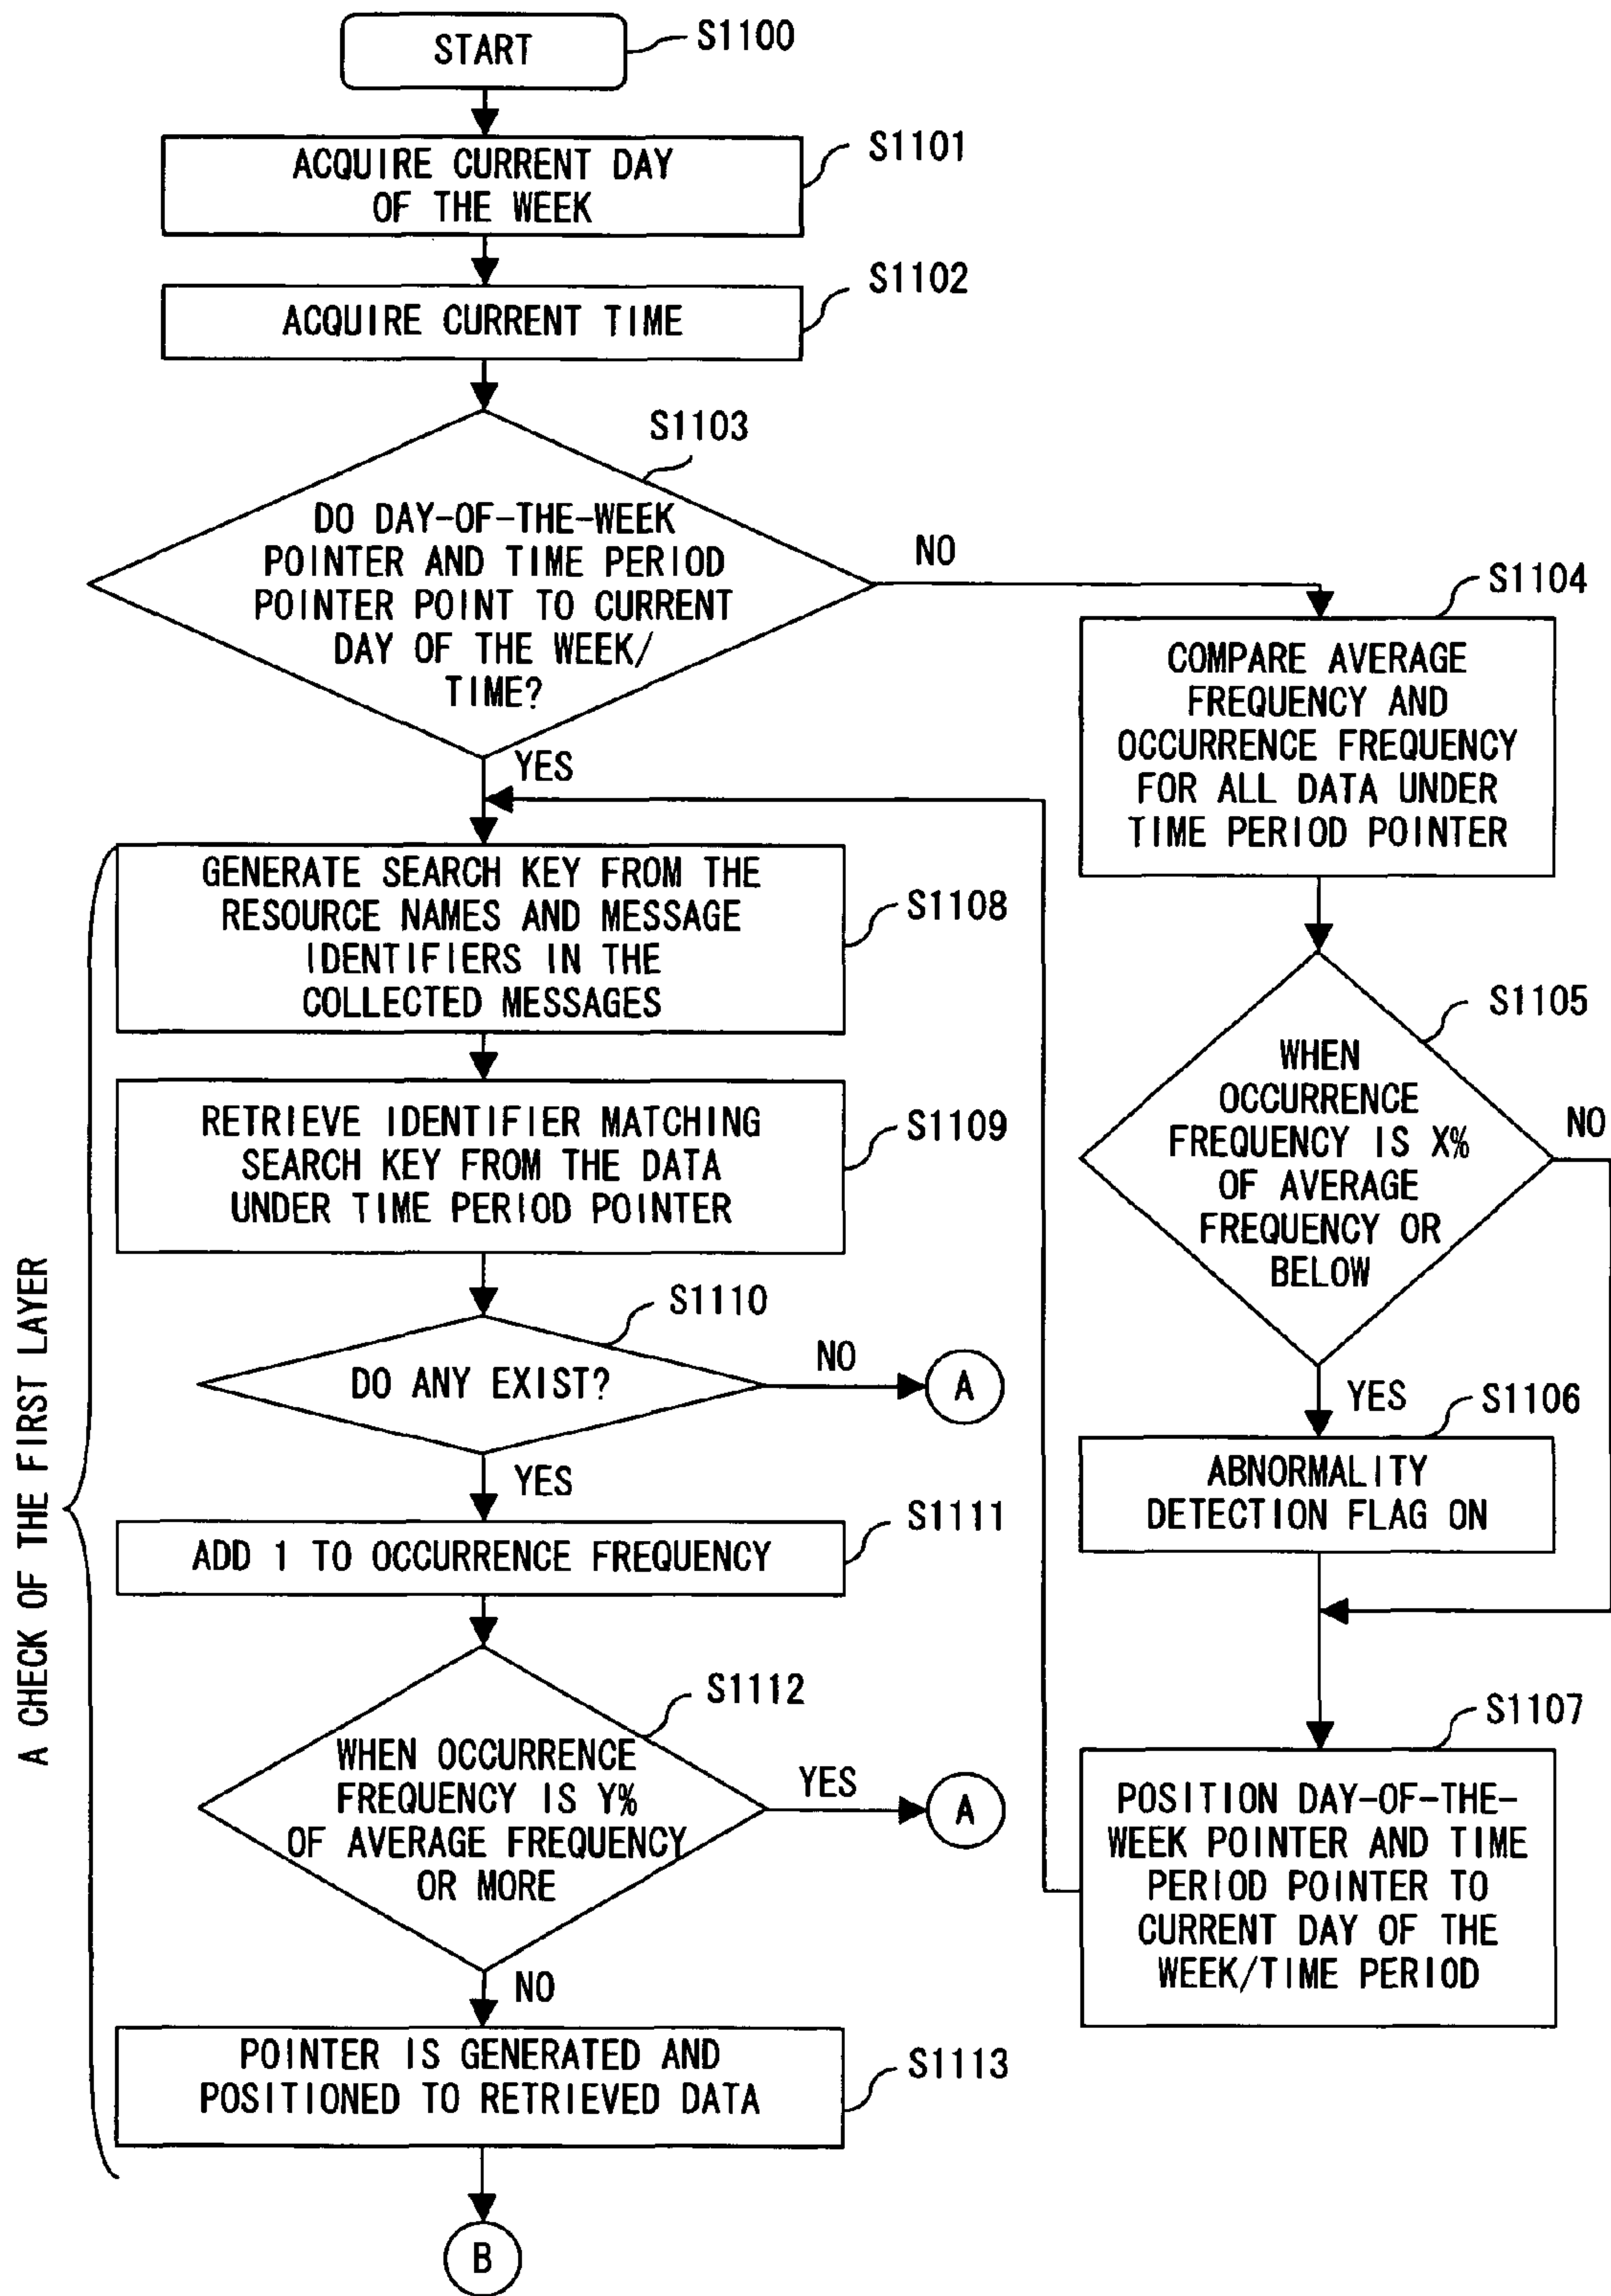 START
S1100
ACQUIRE CURRENT DAY
OF THE WEEK
S1101
ACQUIRE CURRENT TIME
S1102
S1103
DO DAY-OF-THE-WEEK
POINTER AND TIME PERIOD
POINTER POINT TO CURRENT
DAY OF THE WEEK/
TIME?
NO
YES
S1104
COMPARE AVERAGE
FREQUENCY AND
OCCURRENCE FREQUENCY
FOR ALL DATA UNDER
TIME PERIOD POINTER
S1105
WHEN
OCCURRENCE
FREQUENCY IS X%
OF AVERAGE
FREQUENCY OR
BELOW
NO
YES
S1106
ABNORMALITY
DETECTION FLAG ON
S1107
POSITION DAY-OF-THE-
WEEK POINTER AND TIME
PERIOD POINTER TO
CURRENT DAY OF THE
WEEK/TIME PERIOD
A CHECK OF THE FIRST LAYER
GENERATE SEARCH KEY FROM THE
RESOURCE NAMES AND MESSAGE
IDENTIFIERS IN THE
COLLECTED MESSAGES
S1108
RETRIEVE IDENTIFIER MATCHING
SEARCH KEY FROM THE DATA
UNDER TIME PERIOD POINTER
S1109
S1110
DO ANY EXIST?
NO
A
YES
ADD 1 TO OCCURRENCE FREQUENCY
S1111
S1112
WHEN OCCURRENCE
FREQUENCY IS Y%
OF AVERAGE FREQUENCY
OR MORE
YES
A
NO
POINTER IS GENERATED AND
POSITIONED TO RETRIEVED DATA
S1113
B